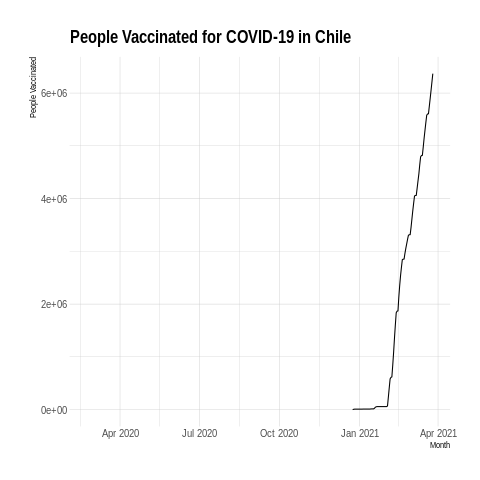 People Vaccinated for COVID-19 in Chile
People Vaccinated
6e+06
4e+06
2e+06
0e+00
Apr 2020 Jul 2020 Oct 2020 Jan 2021 Apr 2021
Month